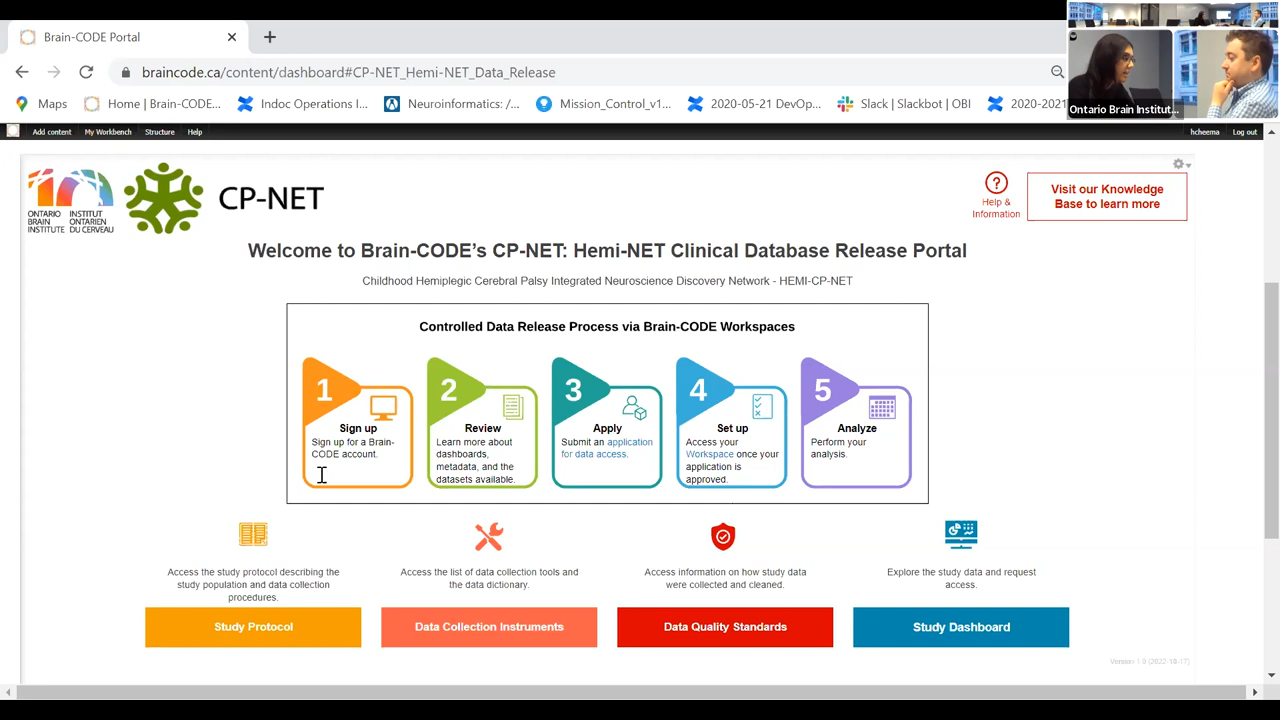 Brain-CODE Portal
braincode.ca/content/dashboard#CP-NET_Hemi-NET_Data_Release
Maps
Home | Brain-CODE...
Indoc Operations I...
Neuroinformatics: /...
Mission_Control_v1...
2020-05-21 DevOp...
Slack | Slackbot | OBI
2020-2021
Ontario Brain Institut...
Add content
My Workbench
Structure
Help
hcheema
Log out
ONTARIO
BRAIN
INSTITUTE
INSTITUT
ONTARIEN
DU CERVEAU
CP-NET
Help &
Information
Visit our Knowledge
Base to learn more
Welcome to Brain-CODE's CP-NET: Hemi-NET Clinical Database Release Portal
Childhood Hemiplegic Cerebral Palsy Integrated Neuroscience Discovery Network - HEMI-CP-NET
Controlled Data Release Process via Brain-CODE Workspaces
1
Sign up
Sign up for a Brain-
CODE account.
2
Review
Learn more about
dashboards,
metadata, and the
datasets available.
3
Apply
Submit an application
for data access.
4
Set up
Access your
Workspace once your
application is
approved.
5
Analyze
Perform your
analysis.
Access the study protocol describing the
study population and data collection
procedures.
Study Protocol
Access the list of data collection tools and
the data dictionary.
Data Collection Instruments
Access information on how study data
were collected and cleaned.
Data Quality Standards
Explore the study data and request
access.
Study Dashboard
Version: 1.0 (2022-10-17)